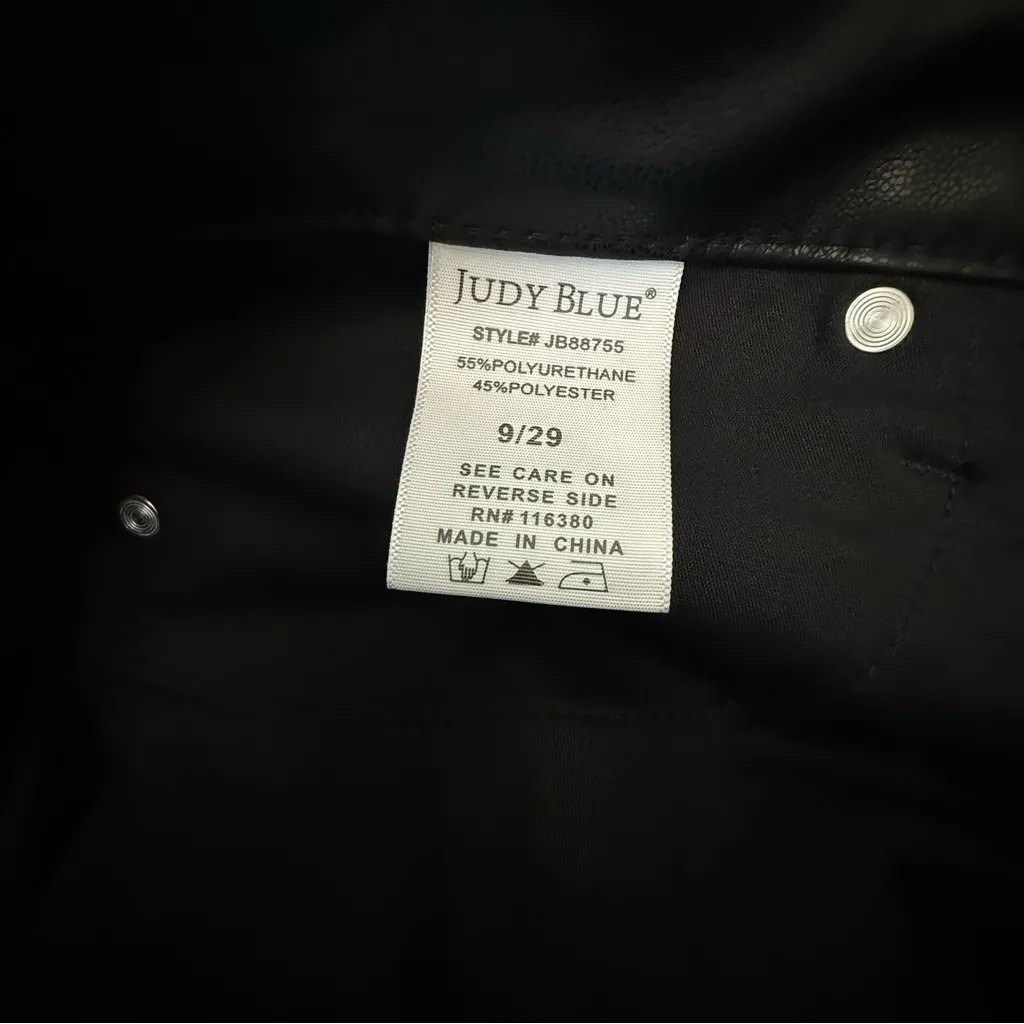 JUDY BLUE®
STYLE# JB88755
55%POLYURETHANE
45%POLYESTER
9/29
SEE CARE ON
REVERSE SIDE
RN# 116380
MADE IN CHINA